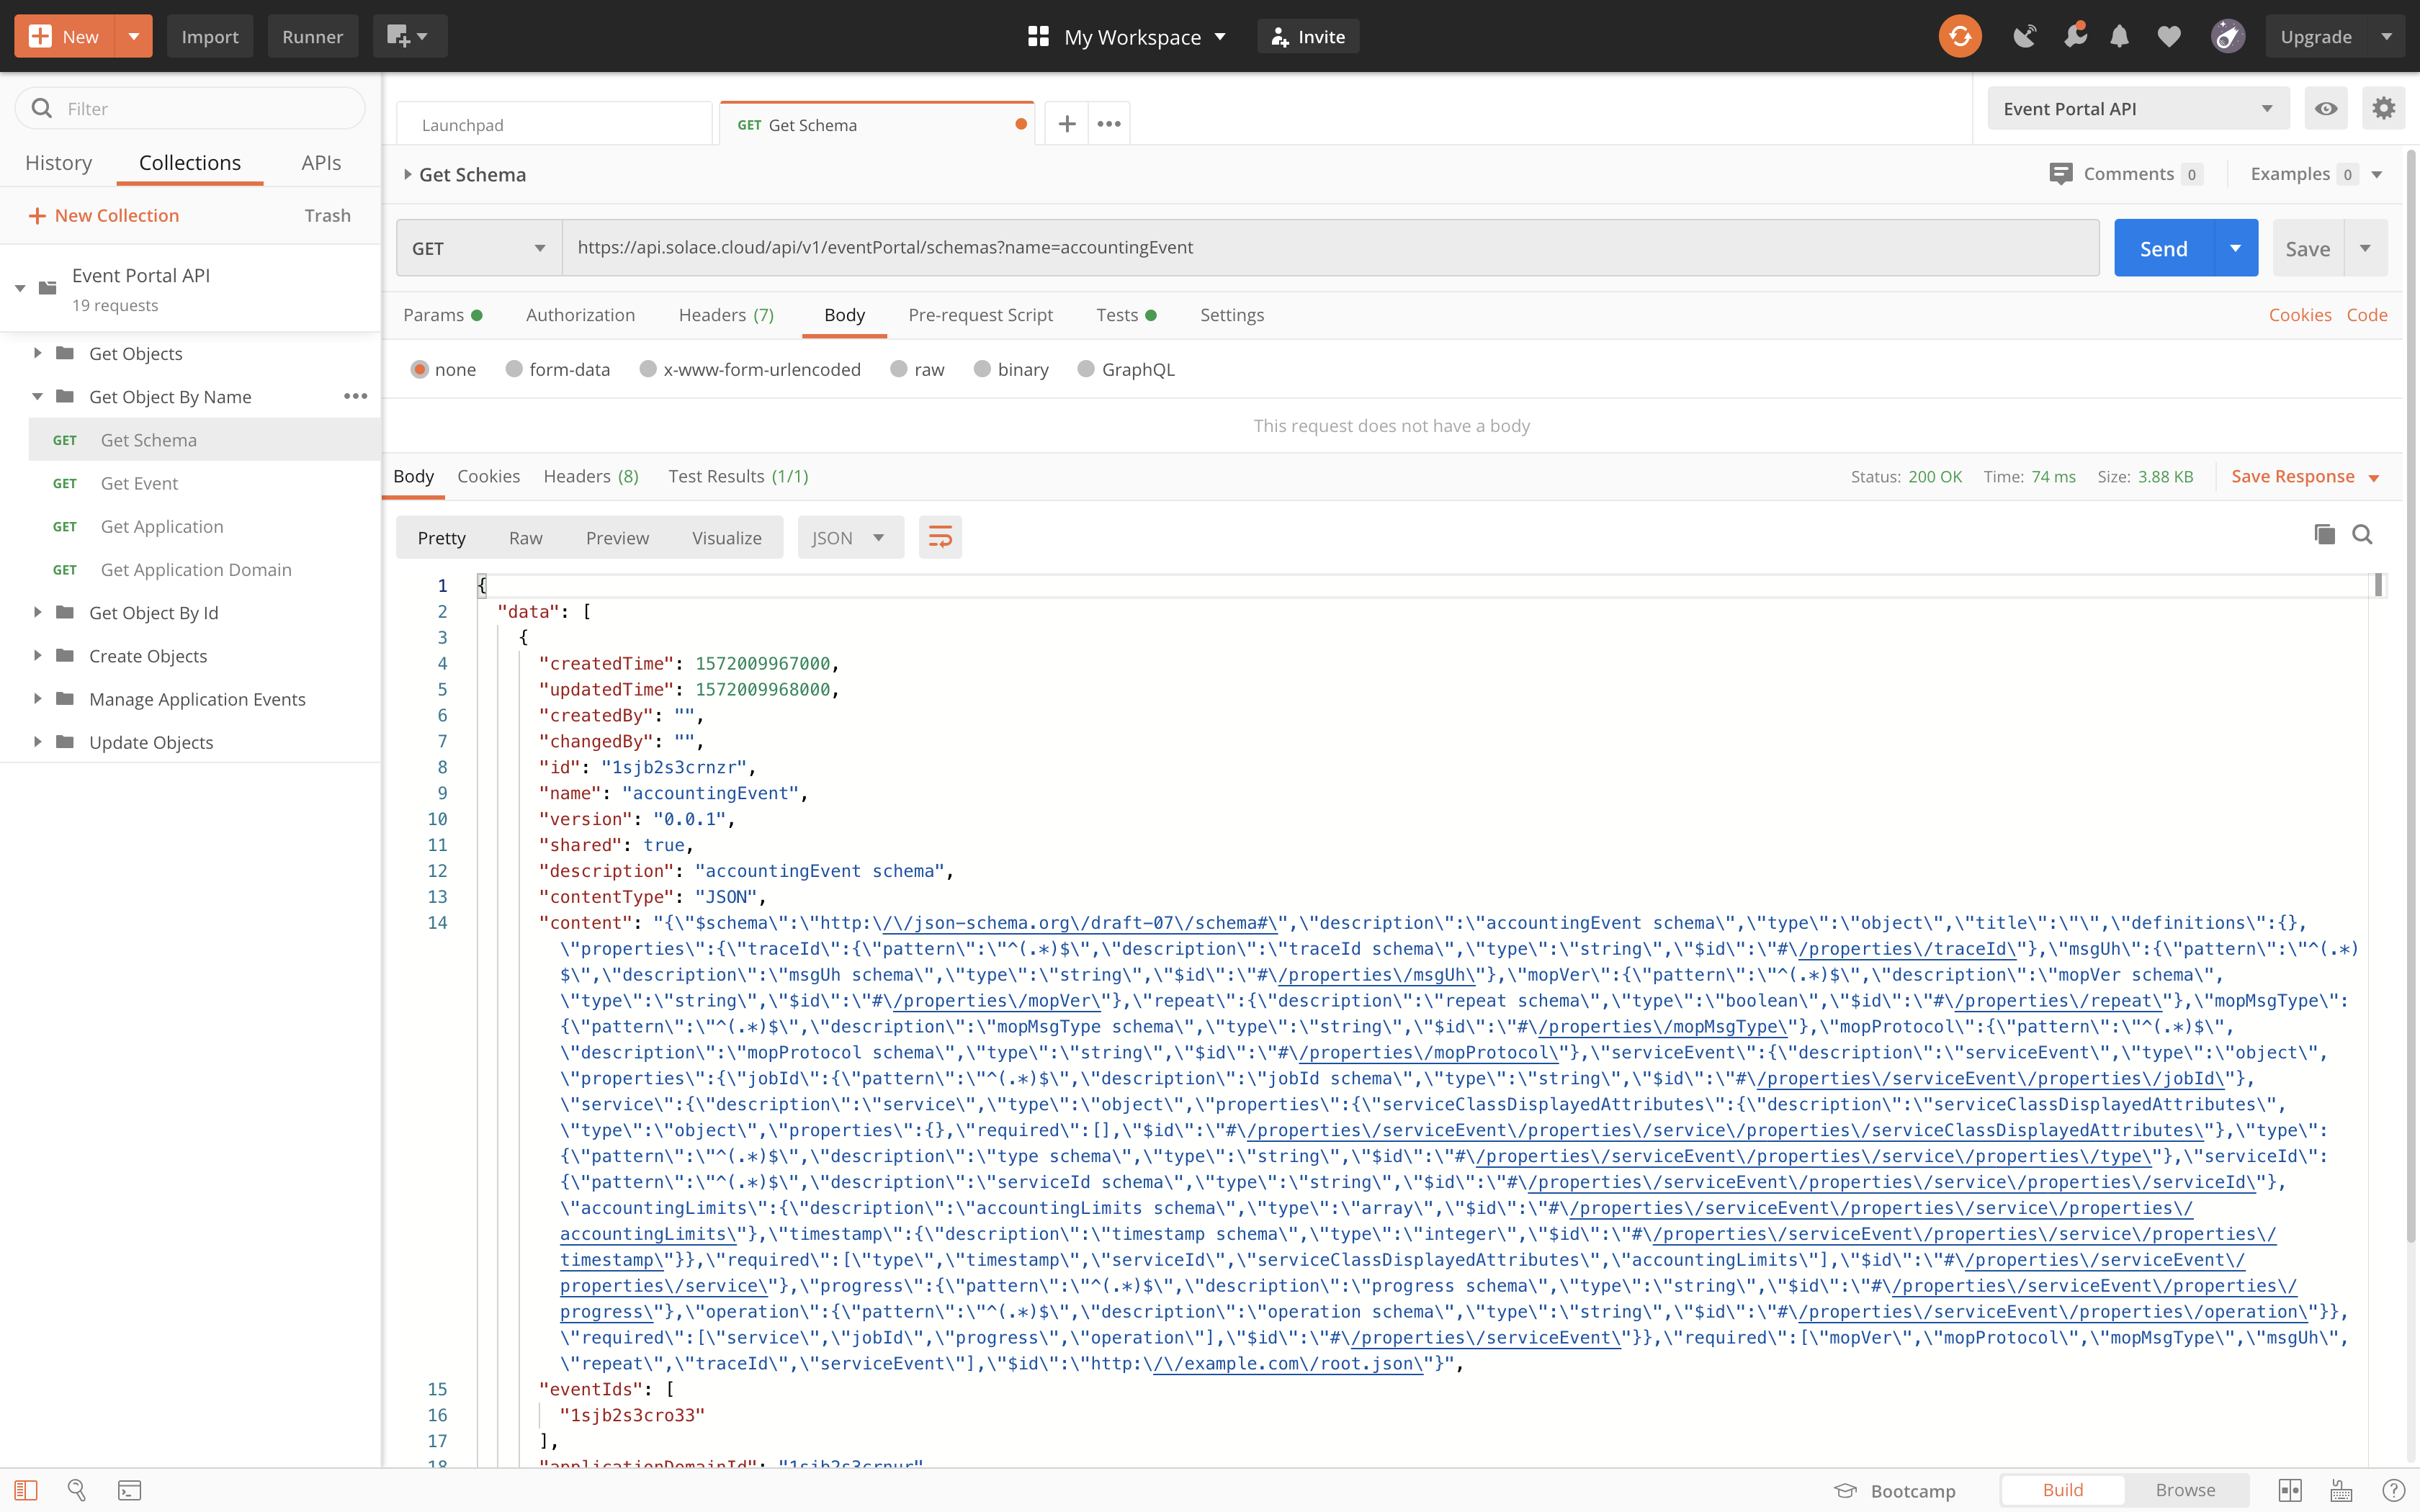 New
Import
Runner
My Workspace
Invite
Upgrade
Filter
History
Collections
APIs
New Collection
Trash
Event Portal API
19 requests
Get Objects
Get Object By Name
GET Get Schema
GET Get Event
GET Get Application
GET Get Application Domain
Get Object By Id
Create Objects
Manage Application Events
Update Objects
Launchpad
GET Get Schema
Event Portal API
Get Schema
Comments 0
Examples 0
GET
https://api.solace.cloud/api/v1/eventPortal/schemas?name=accountingEvent
Send
Save
Params
Authorization
Headers (7)
Body
Pre-request Script
Tests
Settings
Cookies
Code
none
form-data
x-www-form-urlencoded
raw
binary
GraphQL
This request does not have a body
Body
Cookies
Headers (8)
Test Results (1/1)
Status: 200 OK
Time: 74 ms
Size: 3.88 KB
Save Response
Pretty
Raw
Preview
Visualize
JSON
1 {
2 "data": [
3 {
4 "createdTime": 1572009967000,
5 "updatedTime": 1572009968000,
6 "createdBy": "",
7 "changedBy": "",
8 "id": "1sjb2s3crnzr",
9 "name": "accountingEvent",
10 "version": "0.0.1",
11 "shared": true,
12 "description": "accountingEvent schema",
13 "contentType": "JSON",
14 "content": "{\"$schema\":\"http:\/\/json-schema.org\/draft-07\/schema#\",\"description\":\"accountingEvent schema\",\"type\":\"object\",\"title\":\"\",\"definitions\":{},
\"properties\":{\"traceId\":{\"pattern\":\"^(.*)$\",\"description\":\"traceId schema\",\"type\":\"string\",\"$id\":\"#\/properties\/traceId\"},\"msgUh\":{\"pattern\":\"^(.*)
$\",\"description\":\"msgUh schema\",\"type\":\"string\",\"$id\":\"#\/properties\/msgUh\"},\"mopVer\":{\"pattern\":\"^(.*)$\",\"description\":\"mopVer schema\",
\"type\":\"string\",\"$id\":\"#\/properties\/mopVer\"},\"repeat\":{\"description\":\"repeat schema\",\"type\":\"boolean\",\"$id\":\"#\/properties\/repeat\"},\"mopMsgType\":
{\"pattern\":\"^(.*)$\",\"description\":\"mopMsgType schema\",\"type\":\"string\",\"$id\":\"#\/properties\/mopMsgType\"},\"mopProtocol\":{\"pattern\":\"^(.*)$\",
\"description\":\"mopProtocol schema\",\"type\":\"string\",\"$id\":\"#\/properties\/mopProtocol\"},\"serviceEvent\":{\"description\":\"serviceEvent\",\"type\":\"object\",
\"properties\":{\"jobId\":{\"pattern\":\"^(.*)$\",\"description\":\"jobId schema\",\"type\":\"string\",\"$id\":\"#\/properties\/serviceEvent\/properties\/jobId\"},
\"service\":{\"description\":\"service\",\"type\":\"object\",\"properties\":{\"serviceClassDisplayedAttributes\":{\"description\":\"serviceClassDisplayedAttributes\",
\"type\":\"object\",\"properties\":{},\"required\":[],\"$id\":\"#\/properties\/serviceEvent\/properties\/service\/properties\/serviceClassDisplayedAttributes\"},\"type\":
{\"pattern\":\"^(.*)$\",\"description\":\"type schema\",\"type\":\"string\",\"$id\":\"#\/properties\/serviceEvent\/properties\/service\/properties\/type\"},\"serviceId\":
{\"pattern\":\"^(.*)$\",\"description\":\"serviceId schema\",\"type\":\"string\",\"$id\":\"#\/properties\/serviceEvent\/properties\/service\/properties\/serviceId\"},
\"accountingLimits\":{\"description\":\"accountingLimits schema\",\"type\":\"array\",\"$id\":\"#\/properties\/serviceEvent\/properties\/service\/properties\/
accountingLimits\"},\"timestamp\":{\"description\":\"timestamp schema\",\"type\":\"integer\",\"$id\":\"#\/properties\/serviceEvent\/properties\/service\/properties\/
timestamp\"}},\"required\":[\"type\",\"timestamp\",\"serviceId\",\"serviceClassDisplayedAttributes\",\"accountingLimits\"],\"$id\":\"#\/properties\/serviceEvent\/
properties\/service\"},\"progress\":{\"pattern\":\"^(.*)$\",\"description\":\"progress schema\",\"type\":\"string\",\"$id\":\"#\/properties\/serviceEvent\/properties\/
progress\"},\"operation\":{\"pattern\":\"^(.*)$\",\"description\":\"operation schema\",\"type\":\"string\",\"$id\":\"#\/properties\/serviceEvent\/properties\/operation\"}},
\"required\":[\"service\",\"jobId\",\"progress\",\"operation\"],\"$id\":\"#\/properties\/serviceEvent\"}},\"required\":[\"mopVer\",\"mopProtocol\",\"mopMsgType\",\"msgUh\",
\"repeat\",\"traceId\",\"serviceEvent\"],\"$id\":\"http:\/\/example.com\/root.json\"}",
15 "eventIds": [
16 "1sjb2s3cro33"
17 ],
18 "applicationDomainId": "1sjb2s3crnur"
Bootcamp
Build
Browse